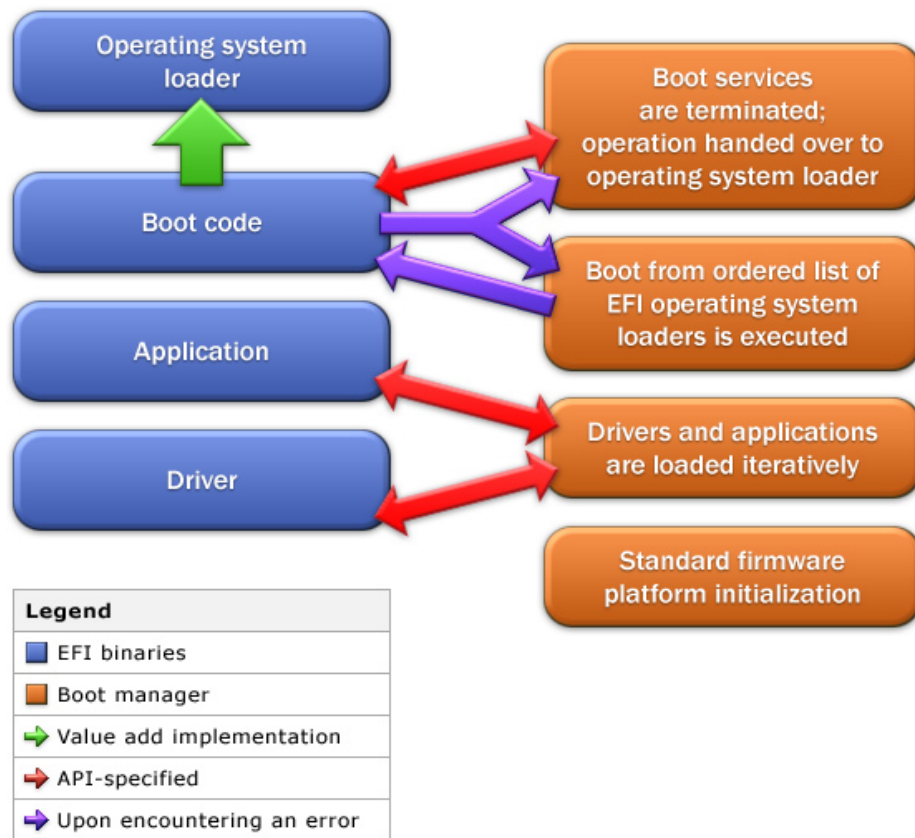 Operating system
loader
Boot code
Application
Driver
Boot services
are terminated;
operation handed over to
operating system loader
Boot from ordered list of
EFI operating system
loaders is executed
Drivers and applications
are loaded iteratively
Standard firmware
platform initialization
Legend
EFI binaries
Boot manager
Value add implementation
API-specified
Upon encountering an error